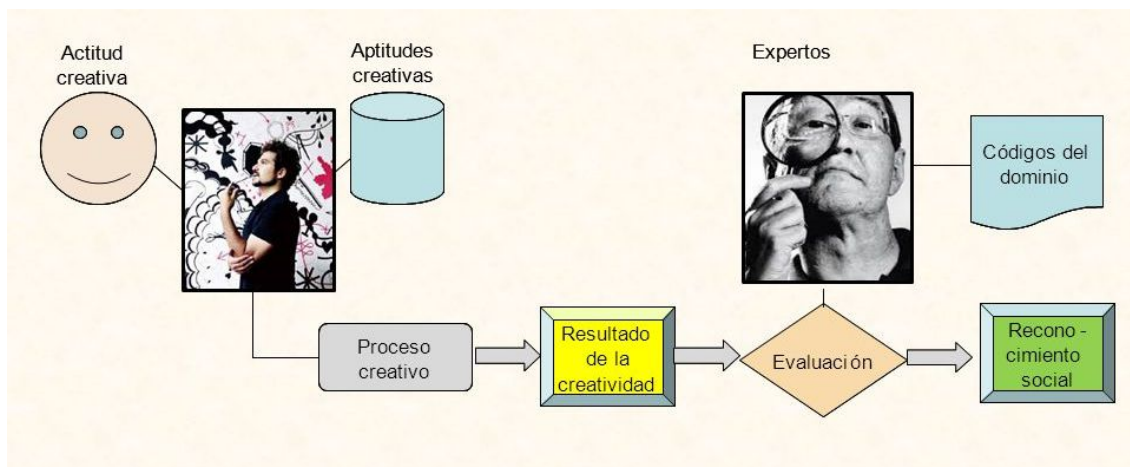 Actitud
creativa
Aptitudes
creativas
Expertos
Códigos del
dominio
Proceso
creativo
Resultado
de la
creatividad
Evaluación
Recono -
cimiento
social